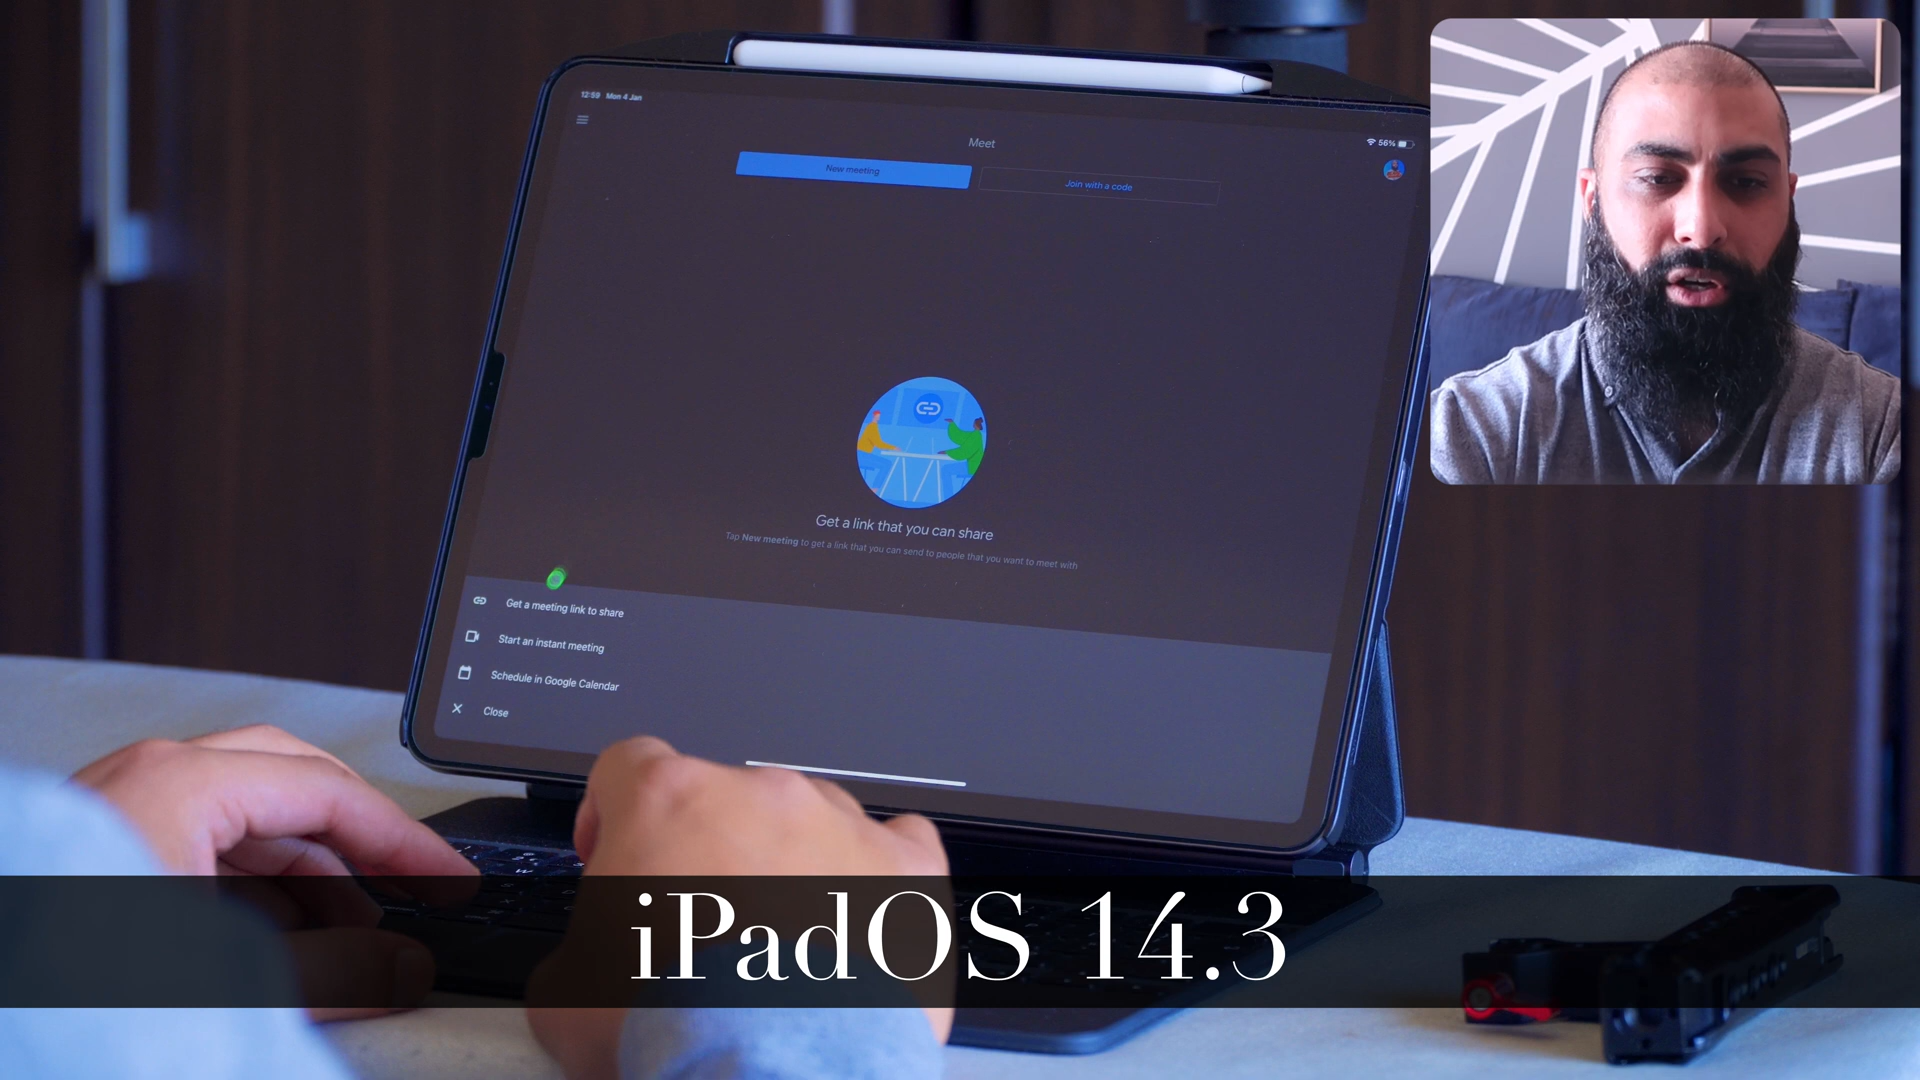 12:59 Mon 4 Jan
56%
Meet
New meeting
Join with a code
Get a link that you can share
Tap New meeting to get a link that you can send to people that you want to meet with
Get a meeting link to share
Start an instant meeting
Schedule in Google Calendar
Close
iPadOS 14.3